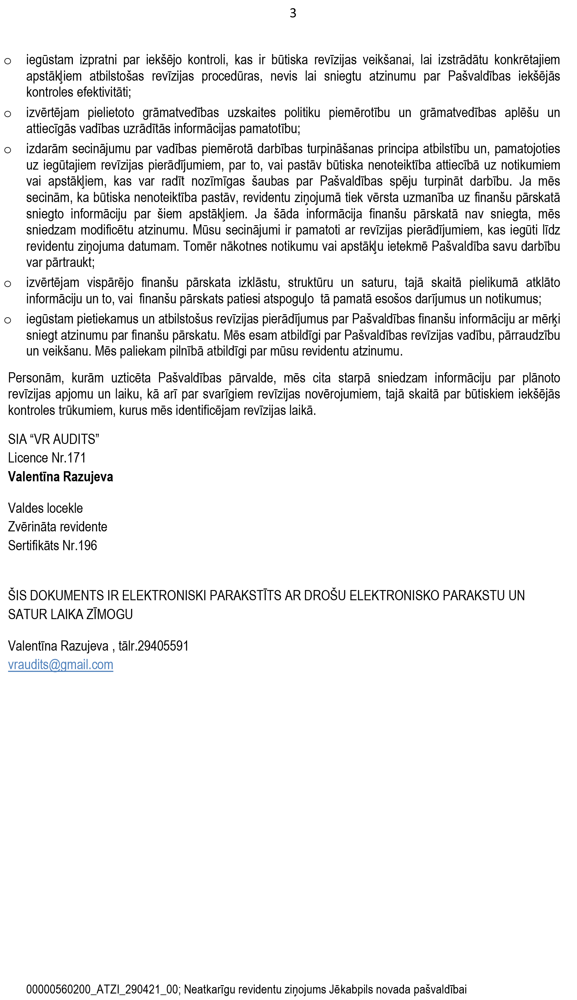 3
o iegūstam izpratni par iekšējo kontroli, kas ir būtiska revīzijas veikšanai, lai izstrādātu konkrētajiem
apstākļiem atbilstošas revīzijas procedūras, nevis lai sniegtu atzinumu par Pašvaldības iekšējās
kontroles efektivitāti;
o izvērtējam pielietoto grāmatvedības uzskaites politiku piemērotību un grāmatvedības aplēšu un
attiecīgās vadības uzrādītās informācijas pamatotību;
o izdarām secinājumu par vadības piemērotā darbības turpināšanas principa atbilstību un, pamatojoties
uz iegūtajiem revīzijas pierādījumiem, par to, vai pastāv būtiska nenoteiktība attiecībā uz notikumiem
vai apstākļiem, kas var radīt nozīmīgas šaubas par Pašvaldības spēju turpināt darbību. Ja mēs
secinām, ka būtiska nenoteiktība pastāv, revidentu ziņojumā tiek vērsta uzmanība uz finanšu pārskatā
sniegto informāciju par šiem apstākļiem. Ja šāda informācija finanšu pārskatā nav sniegta, mēs
sniedzam modificētu atzinumu. Mūsu secinājumi ir pamatoti ar revīzijas pierādījumiem, kas iegūti līdz
revidentu ziņojuma datumam. Tomēr nākotnes notikumu vai apstākļu ietekmē Pašvaldība savu darbību
var pārtraukt;
o izvērtējam vispārējo finanšu pārskata izklāstu, struktūru un saturu, tajā skaitā pielikumā atklāto
informāciju un to, vai  finanšu pārskats patiesi atspoguļo  tā pamatā esošos darījumus un notikumus;
o iegūstam pietiekamus un atbilstošus revīzijas pierādījumus par Pašvaldības finanšu informāciju ar mērķi
sniegt atzinumu par finanšu pārskatu. Mēs esam atbildīgi par Pašvaldības revīzijas vadību, pārraudzību
un veikšanu. Mēs paliekam pilnībā atbildīgi par mūsu revidentu atzinumu.
Personām, kurām uzticēta Pašvaldības pārvalde, mēs cita starpā sniedzam informāciju par plānoto
revīzijas apjomu un laiku, kā arī par svarīgiem revīzijas novērojumiem, tajā skaitā par būtiskiem iekšējās
kontroles trūkumiem, kurus mēs identificējam revīzijas laikā.
SIA “VR AUDITS”
Licence Nr.171
Valentīna Razujeva
Valdes locekle
Zvērināta revidente
Sertifikāts Nr.196
ŠIS DOKUMENTS IR ELEKTRONISKI PARAKSTĪTS AR DROŠU ELEKTRONISKO PARAKSTU UN
SATUR LAIKA ZĪMOGU
Valentīna Razujeva , tālr.29405591
vraudits@gmail.com
00000560200_ATZI_290421_00; Neatkarīgu revidentu ziņojums Jēkabpils novada pašvaldībai